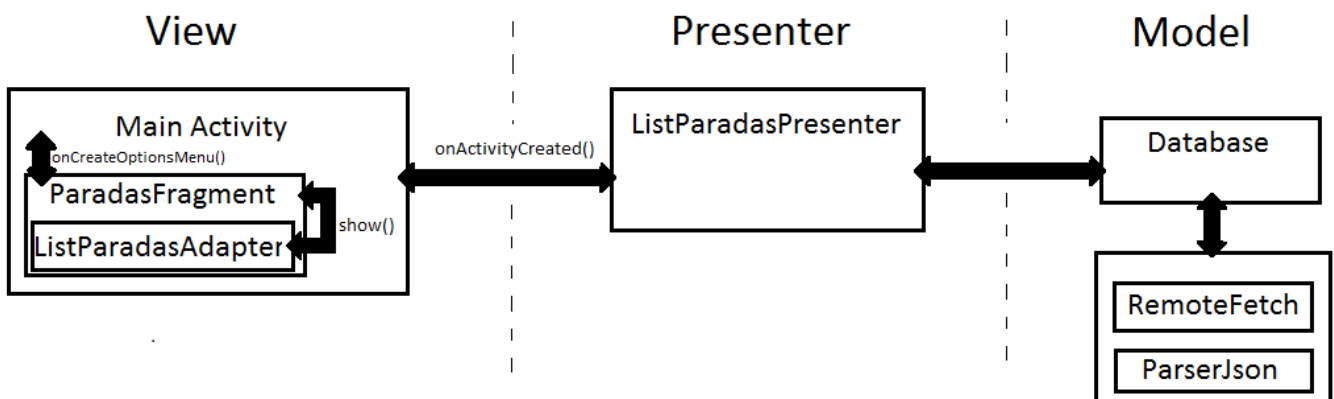 View
Presenter
Model
Main Activity
onCreateOptionsMenu()
ParadasFragment
ListParadasAdapter
show()
onActivityCreated()
ListParadasPresenter
Database
RemoteFetch
ParserJson